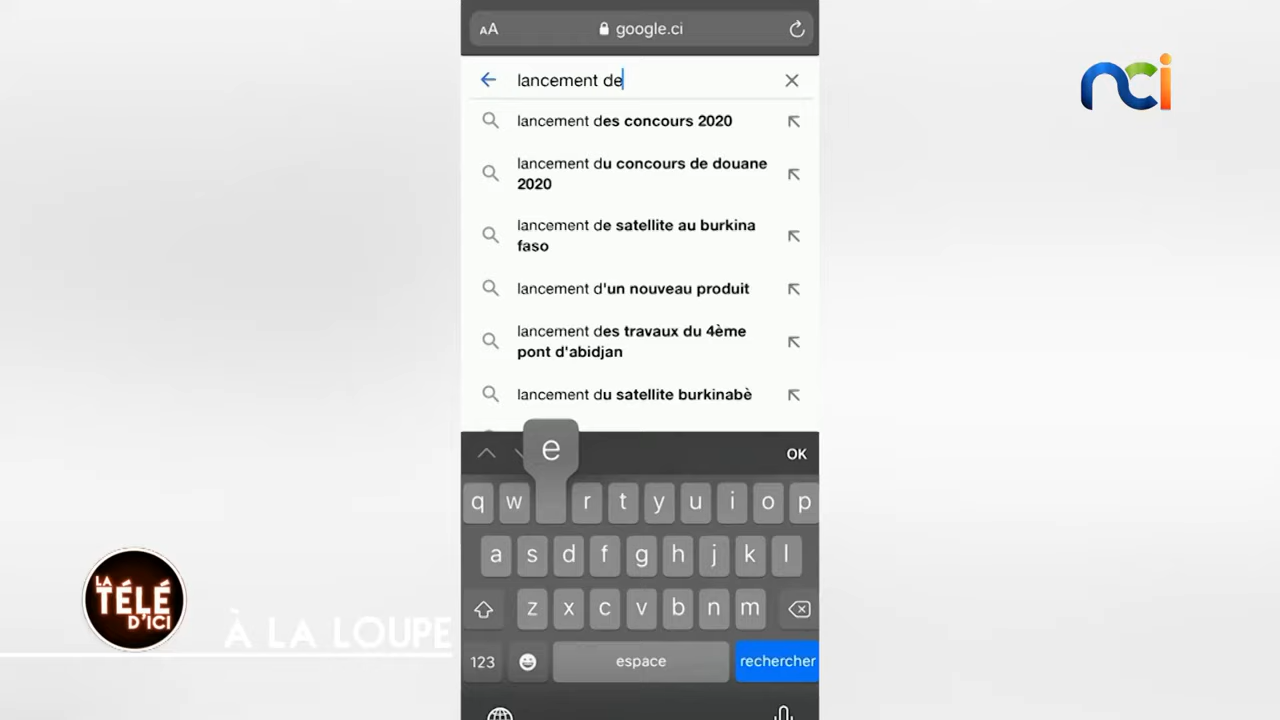 AA google.ci
nci
lancement de
lancement des concours 2020
lancement du concours de douane
2020
lancement de satellite au burkina
faso
lancement d'un nouveau produit
lancement des travaux du 4ème
pont d'abidjan
lancement du satellite burkinabè
e
OK
q w r t y u i o p
a s d f g h j k l
z x c v b n m
123 espace rechercher
LA
TÉLÉ
D'ICI
À LA LOUPE